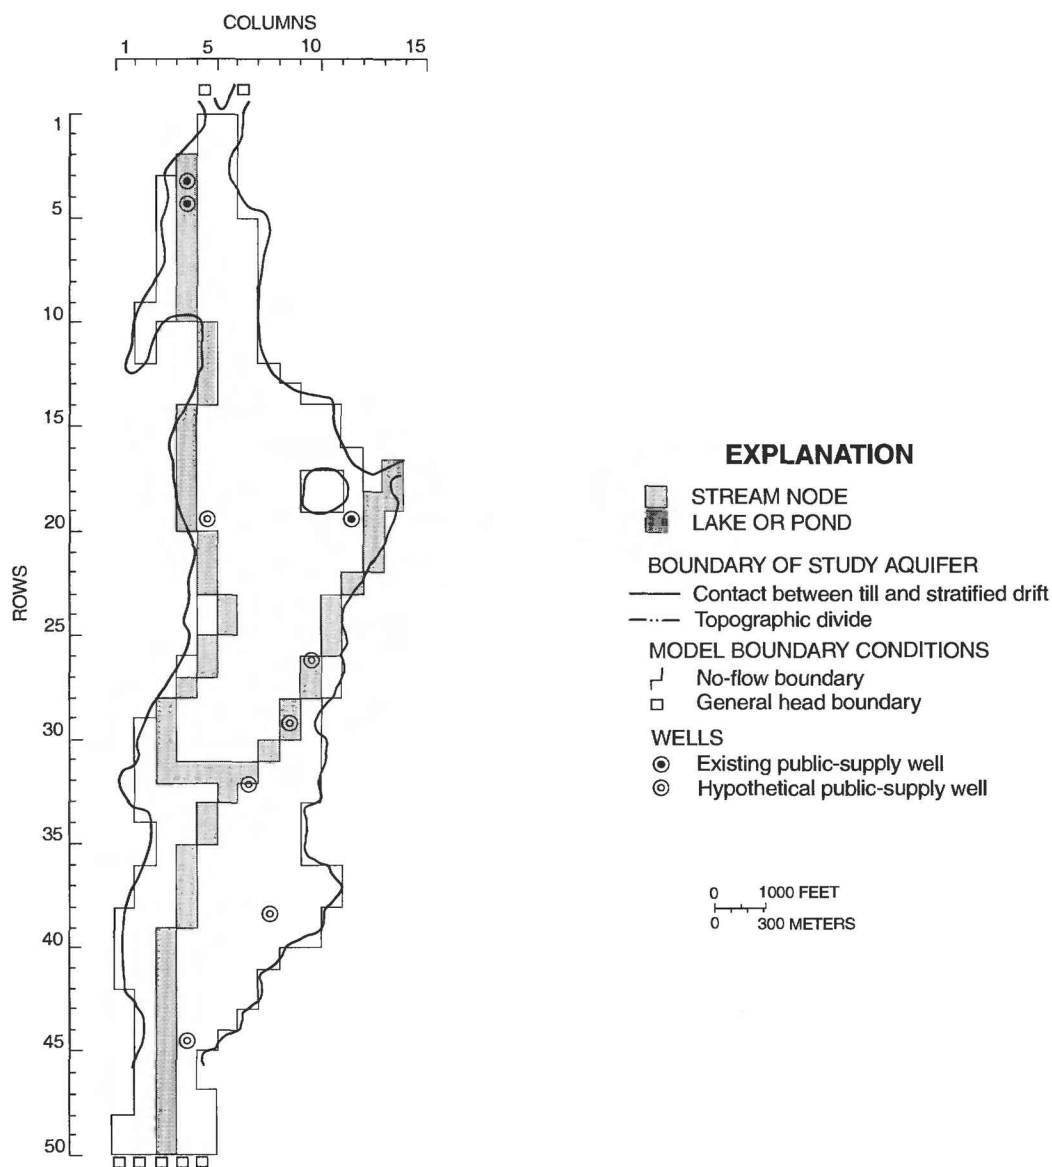 COLUMNS
1 5 10 15
1
5
10
15
20
25
30
35
40
45
50
ROWS
EXPLANATION
STREAM NODE
LAKE OR POND
BOUNDARY OF STUDY AQUIFER
Contact between till and stratified drift
Topographic divide
MODEL BOUNDARY CONDITIONS
No-flow boundary
General head boundary
WELLS
Existing public-supply well
Hypothetical public-supply well
0 1000 FEET
0 300 METERS